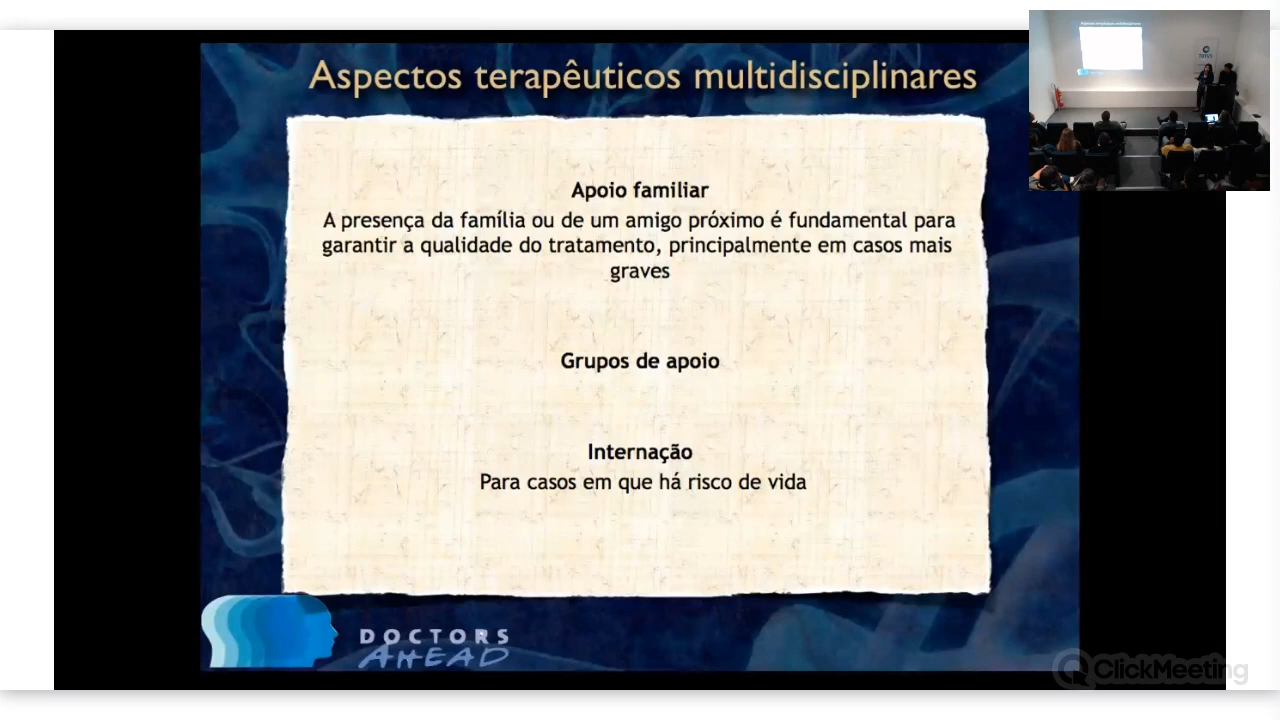 Aspectos terapêuticos multidisciplinares
Apoio familiar
A presença da família ou de um amigo próximo é fundamental para
garantir a qualidade do tratamento, principalmente em casos mais
graves
Grupos de apoio
Internação
Para casos em que há risco de vida
DOCTORS
AHEAD
ClickMeeting